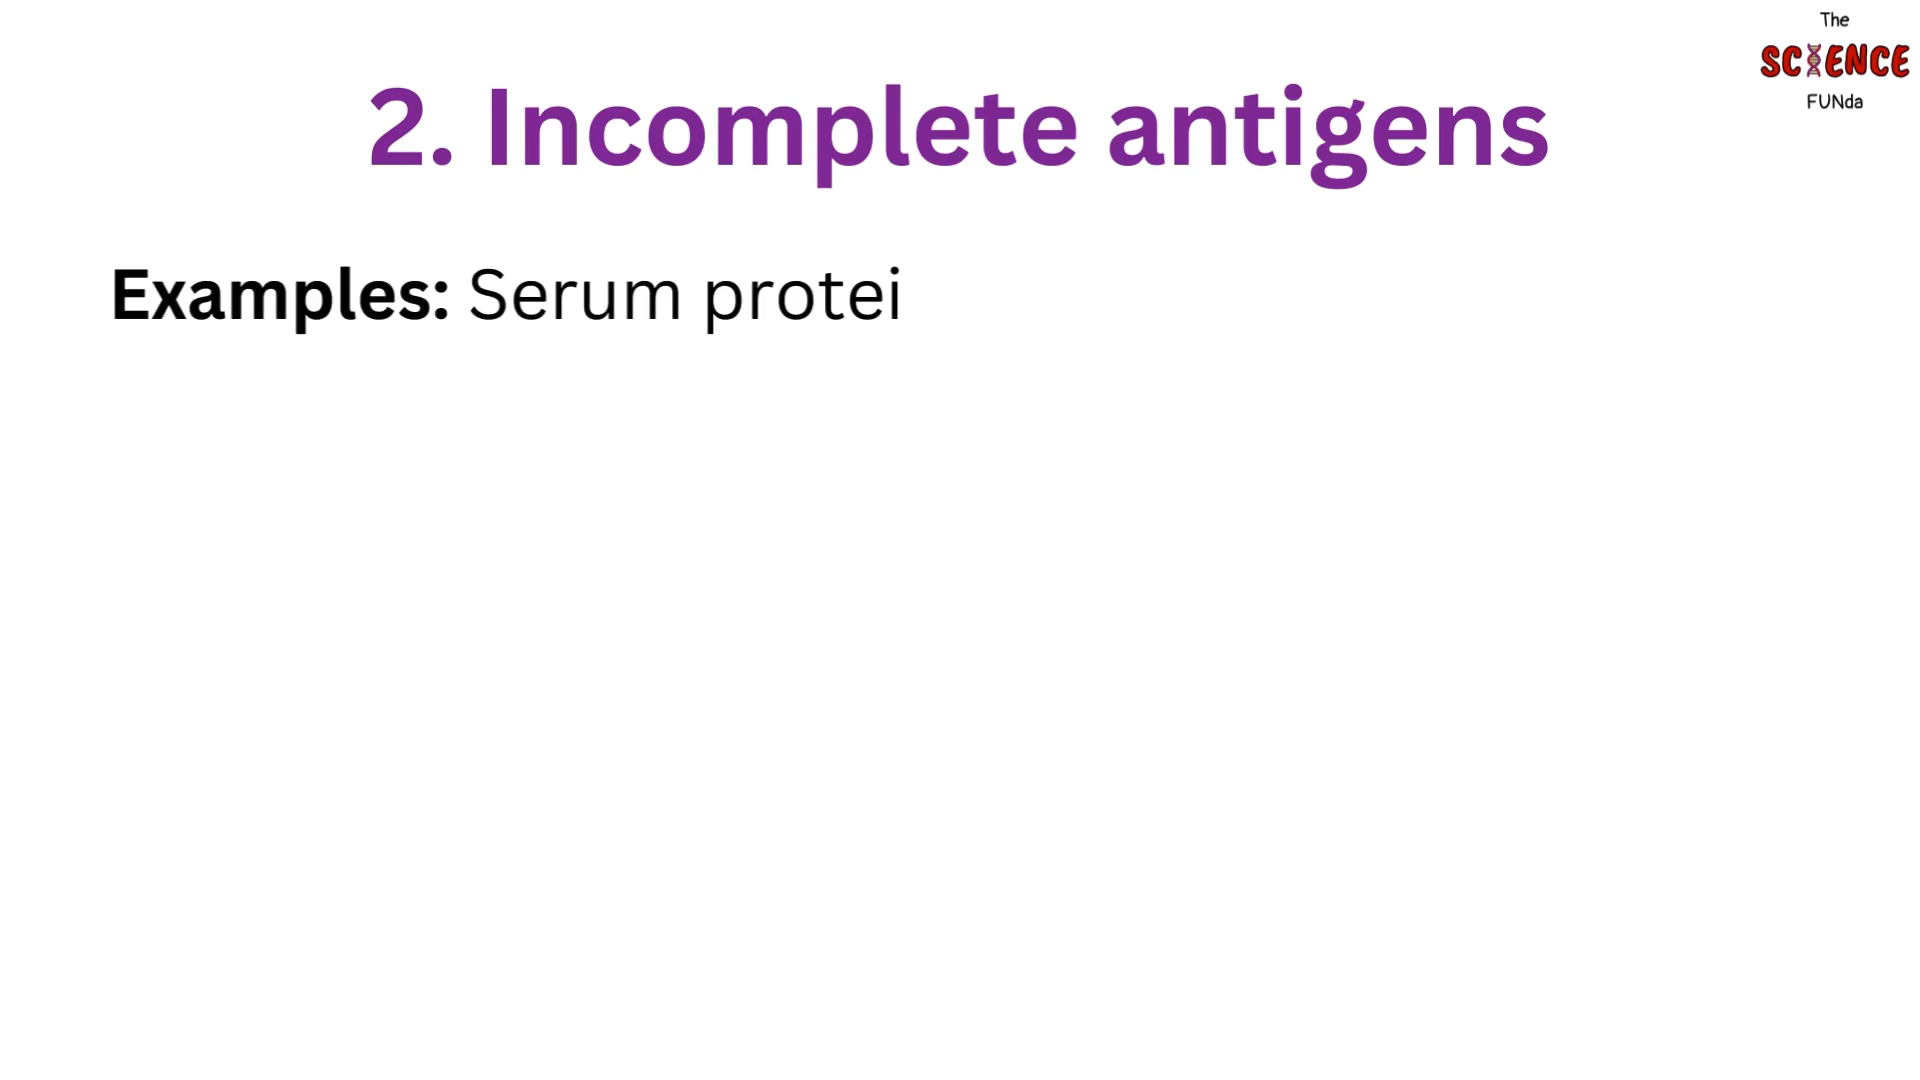 The
SCIENCE
FUNda
2. Incomplete antigens
Examples: Serum protei